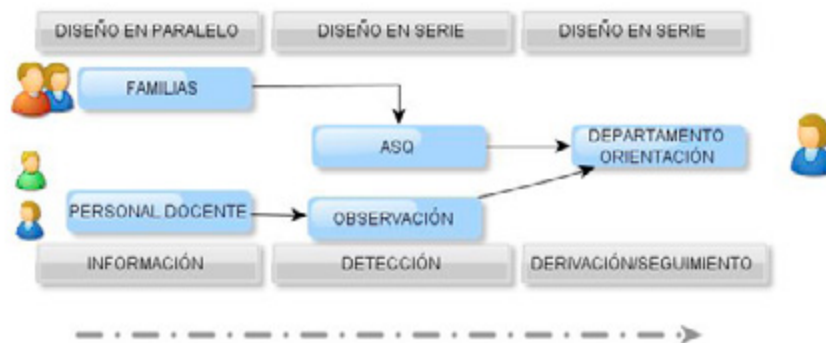 DISEÑO EN PARALELO
DISEÑO EN SERIE
DISEÑO EN SERIE
FAMILIAS
ASQ
DEPARTAMENTO
ORIENTACIÓN
PERSONAL DOCENTE
OBSERVACIÓN
INFORMACIÓN
DETECCIÓN
DERIVACIÓN/SEGUIMIENTO